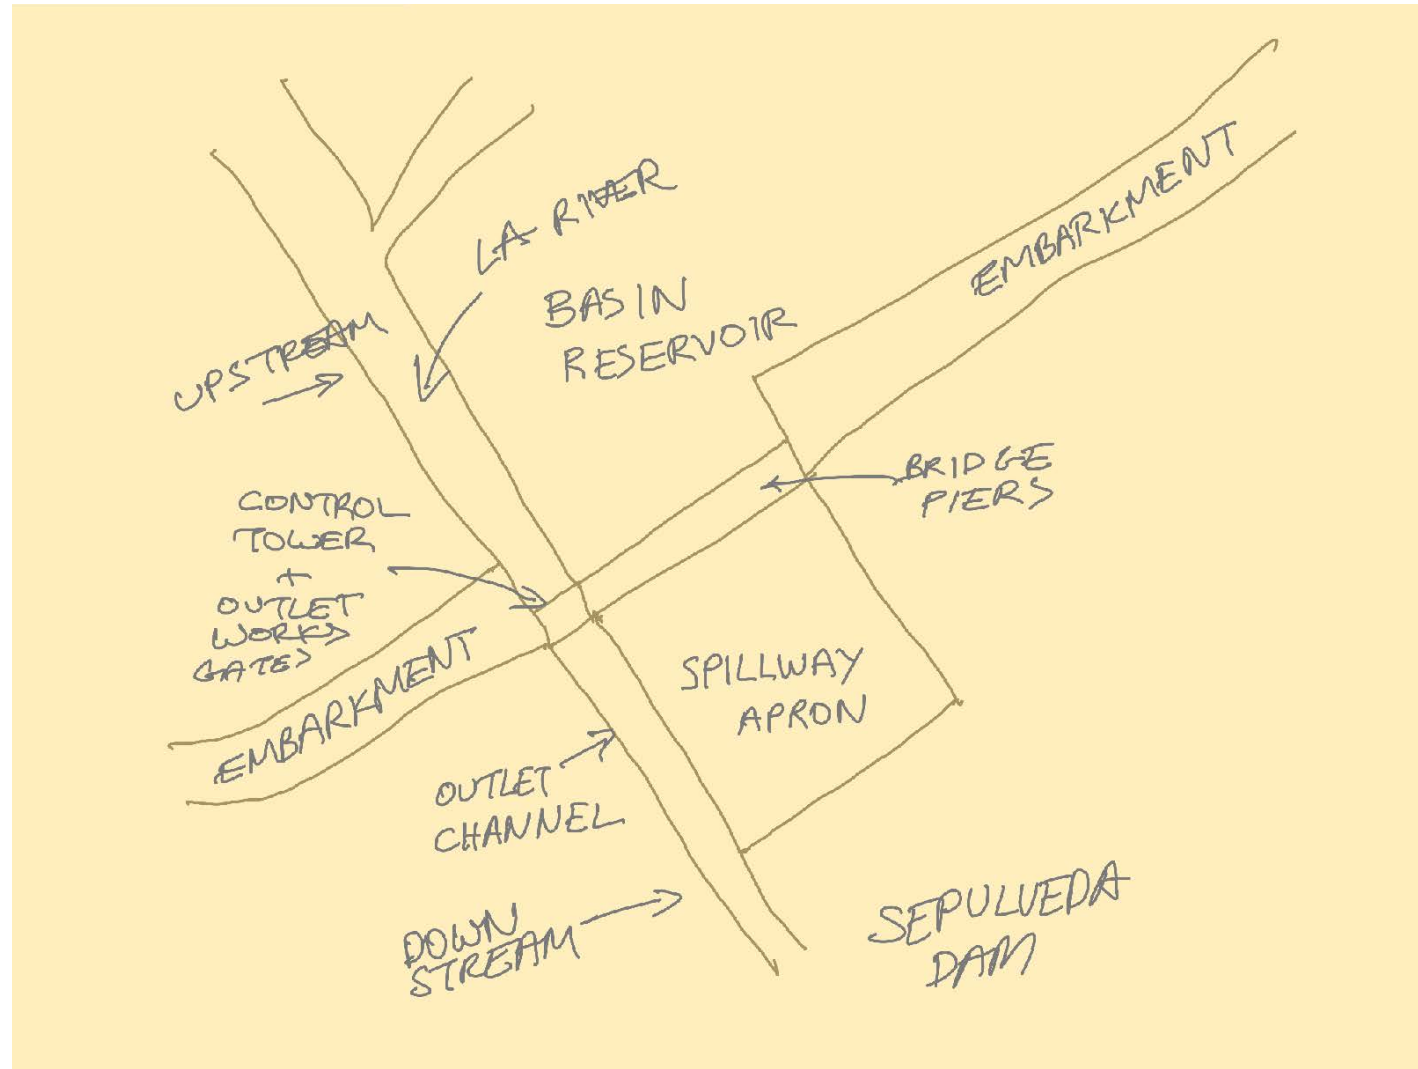 LA RIVER
BASIN
RESERVOIR
EMBARKMENT
UPSTREAM
BRIDGE
PIERS
CONTROL
TOWER
+
OUTLET
WORKS
GATES
EMBARKMENT
SPILLWAY
APRON
OUTLET
CHANNEL
DOWN
STREAM
SEPULVEDA
DAM